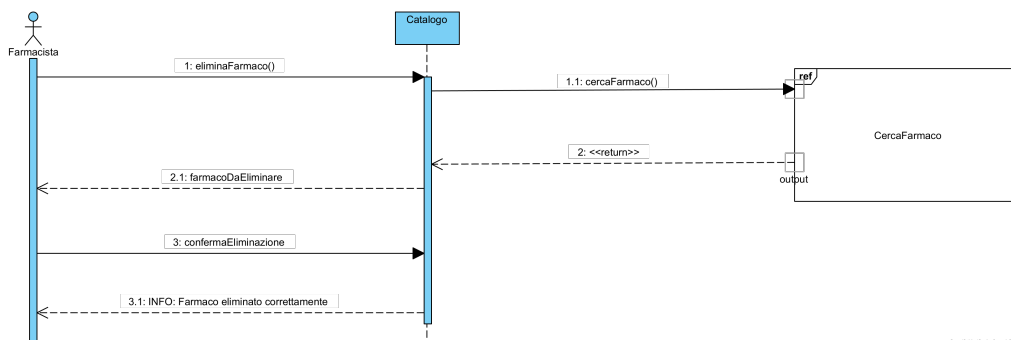 Catalogo
Farmacista
1: eliminaFarmaco()
1.1: cercaFarmaco()
ref
CercaFarmaco
2: <<return>>
2.1: farmacoDaEliminare
output
3: confermaEliminazione
3.1: INFO: Farmaco eliminato correttamente